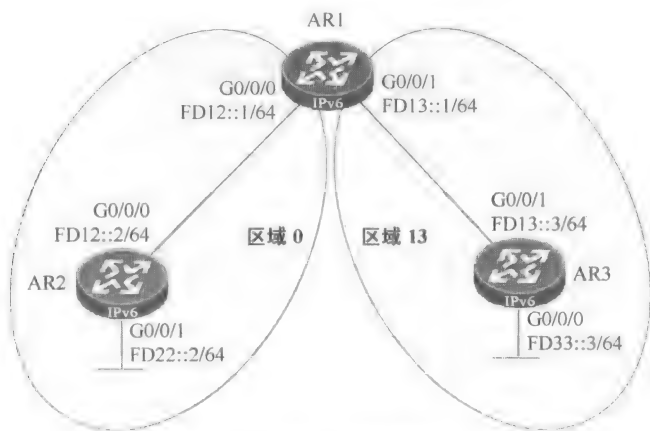 AR1
G0/0/0
FD12::1/64
G0/0/1
FD13::1/64
IPv6
G0/0/0
FD12::2/64
区域 0
区域 13
G0/0/1
FD13::3/64
AR2
IPv6
AR3
IPv6
G0/0/1
FD22::2/64
G0/0/0
FD33::3/64